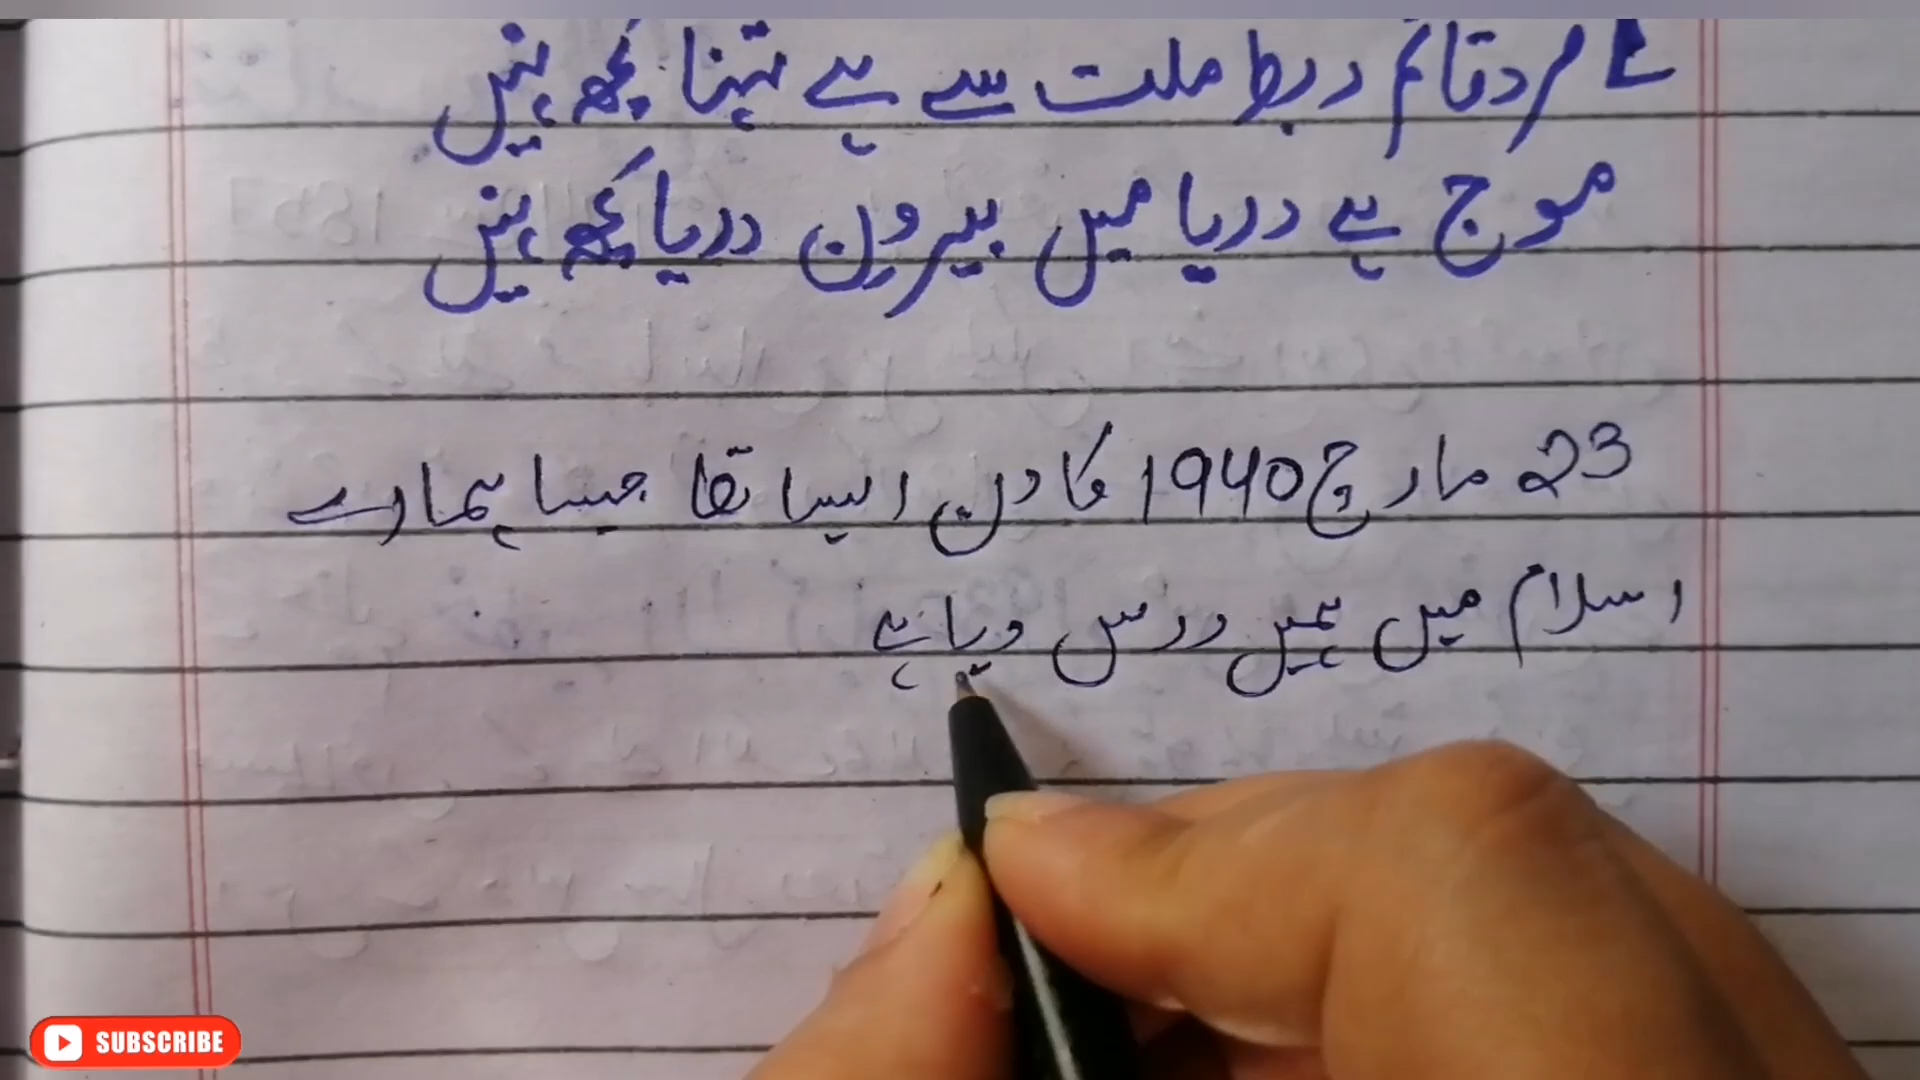 فرد قائم ربط ملت سے ہے تنہا کچھ نہیں
موج ہے دریا میں بیرون دریا کچھ نہیں
23 مارچ 1940 کا دن ایسا تھا جیسا ہمارے
اسلام میں ہمیں درس دیا ہے
SUBSCRIBE